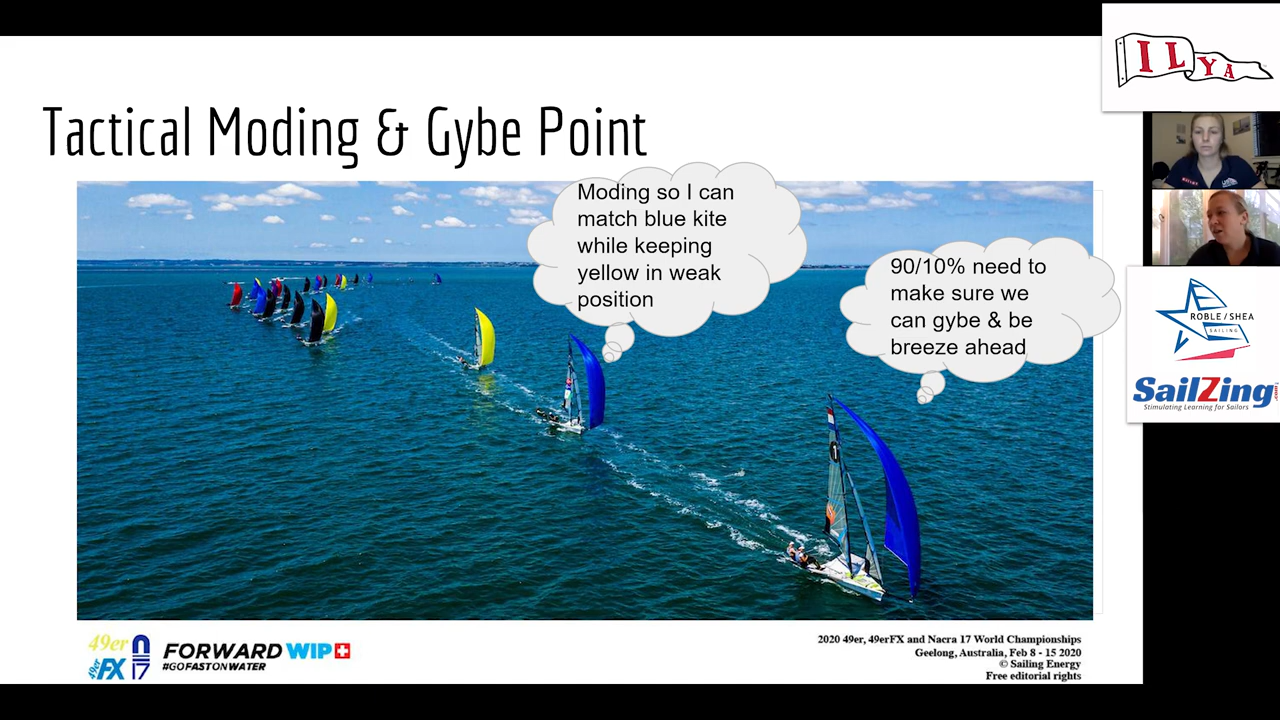 Tactical Moding & Gybe Point
Moding so I can
match blue kite
while keeping
yellow in weak
position
90/10% need to
make sure we
can gybe & be
breeze ahead
1
49er
49er
FX
N
17
FORWARD WIP
#GOFASTONWATER
2020 49er, 49erFX and Nacra 17 World Championships
Geelong, Australia, Feb 8 - 15 2020
© Sailing Energy
Free editorial rights
ILYA
ROBLE / SHEA
SAILING
SailZing
Stimulating Learning for Sailors